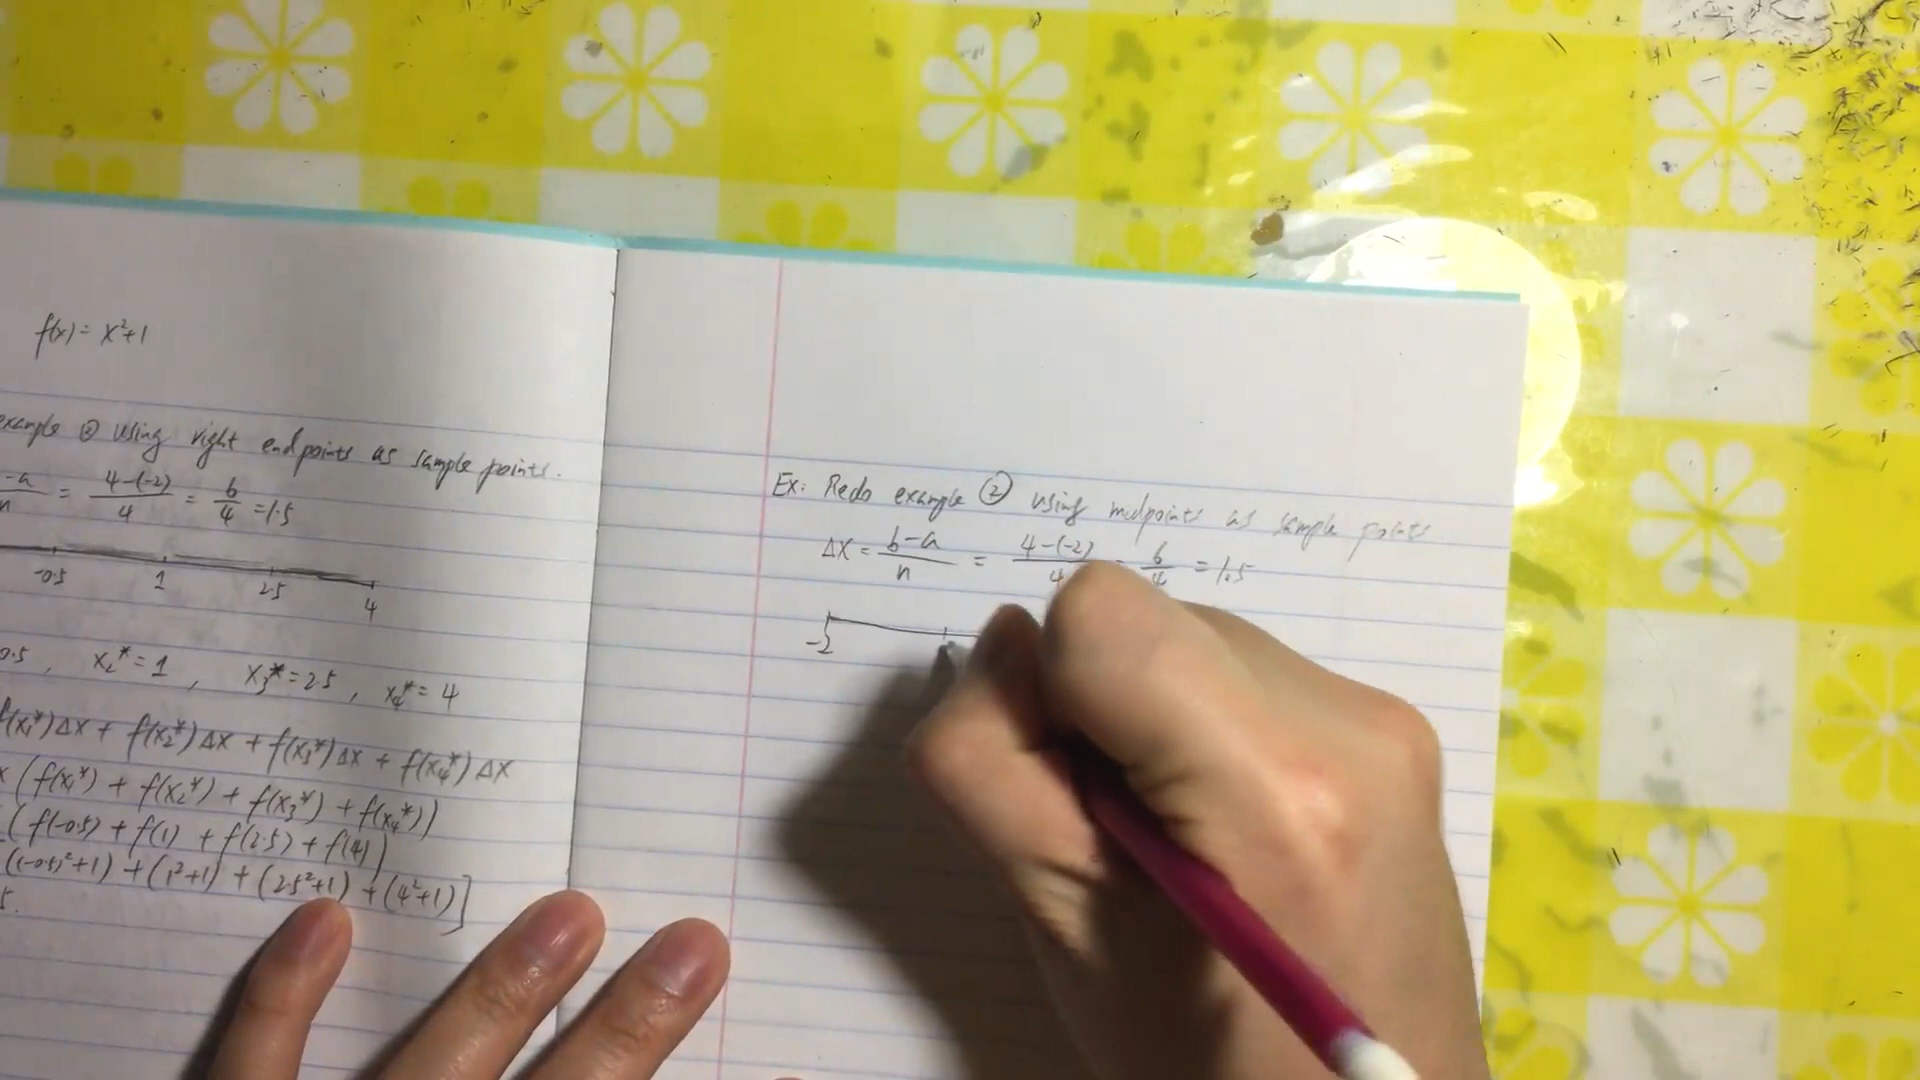 f(x) = x²+1
example ② using right endpoints as sample points.
-a/n = 4-(-2)/4 = 6/4 = 1.5
-0.5 1 2.5 4
0.5, x₂* = 1, x₃* = 2.5, x₄* = 4
f(x₁*)Δx + f(x₂*)Δx + f(x₃*)Δx + f(x₄*)Δx
(f(x₁*) + f(x₂*) + f(x₃*) + f(x₄*))
(f(-0.5) + f(1) + f(2.5) + f(4)]
((-0.5)²+1) + (1²+1) + (2.5²+1) + (4²+1)]
5.
Ex: Redo example ② using midpoints as sample points.
Δx = b-a/n = 4-(-2)/4 = 6/4 = 1.5
-2